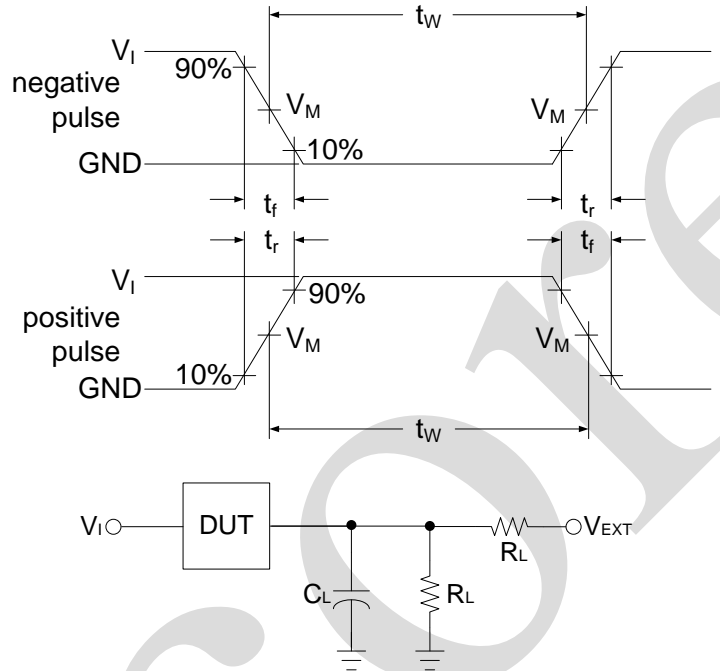 tW
VI
90%
negative
pulse
VM
VM
10%
GND
tf
tr
tr
tf
VI
90%
positive
pulse
VM
VM
10%
GND
tW
VI
DUT
VEXT
RL
CL
RL